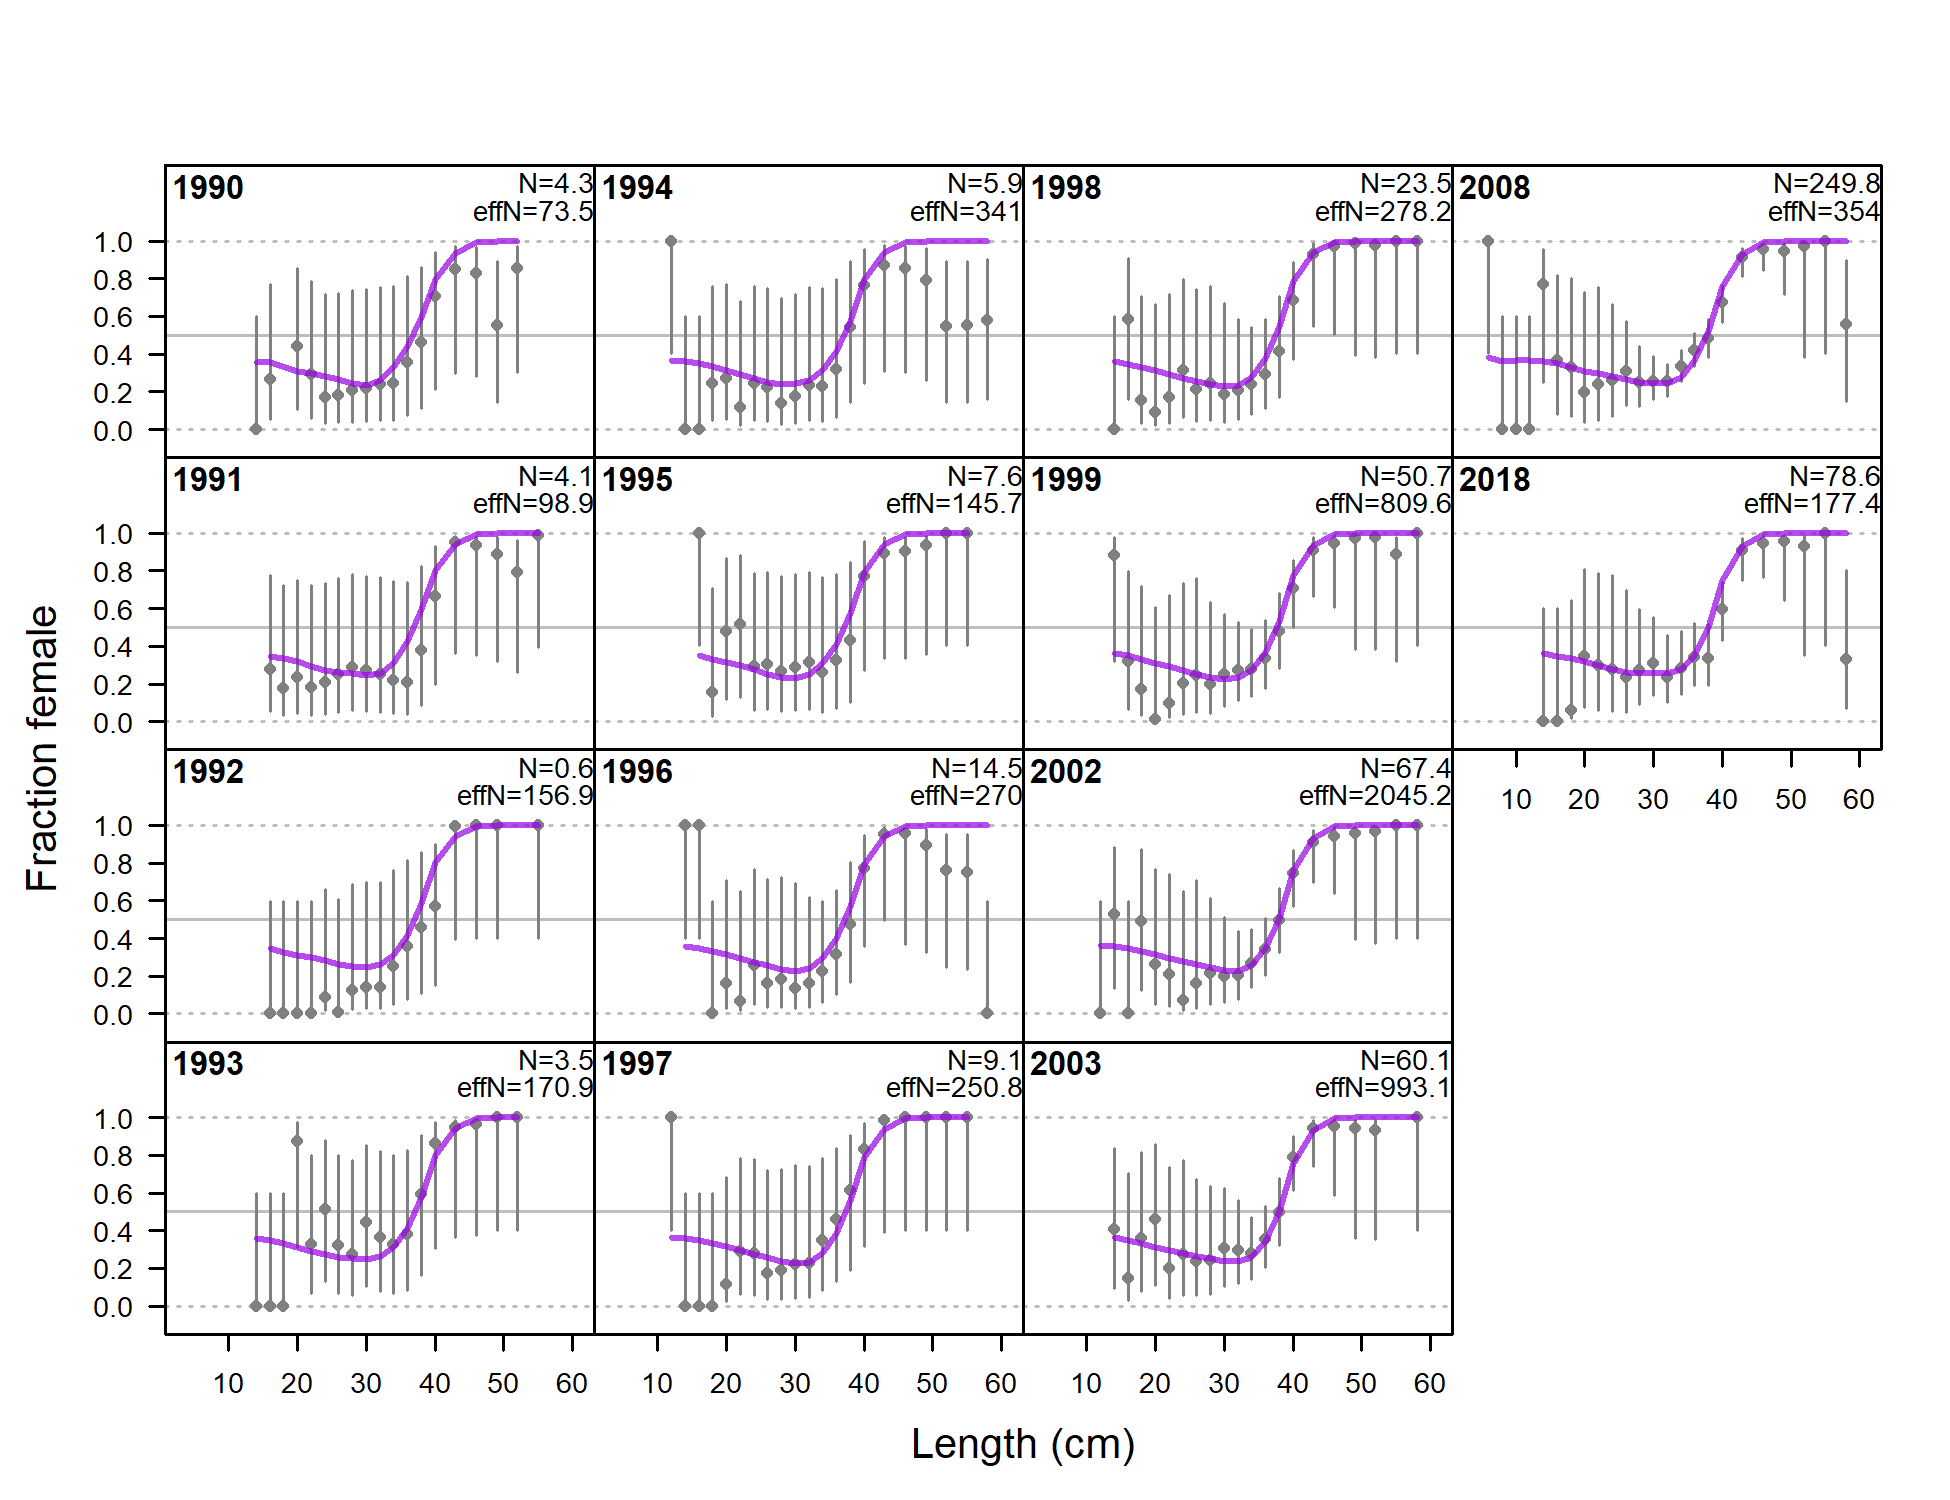 1990 N=4.3 1994 N=5.9 1998 N=23.5 2008 N=249.8
effN=73.5 effN=341 effN=278.2 effN=354
1.0
0.8
0.6
0.4
0.2
0.0
1991 N=4.1 1995 N=7.6 1999 N=50.7 2018 N=78.6
effN=98.9 effN=145.7 effN=809.6 effN=177.4
1.0
0.8
0.6
0.4
0.2
0.0
1992 N=0.6 1996 N=14.5 2002 N=67.4
effN=156.9 effN=270 effN=2045.2
10 20 30 40 50 60
1.0
0.8
0.6
0.4
0.2
0.0
1993 N=3.5 1997 N=9.1 2003 N=60.1
effN=170.9 effN=250.8 effN=993.1
1.0
0.8
0.6
0.4
0.2
0.0
10 20 30 40 50 60 10 20 30 40 50 60 10 20 30 40 50 60
Fraction female
Length (cm)